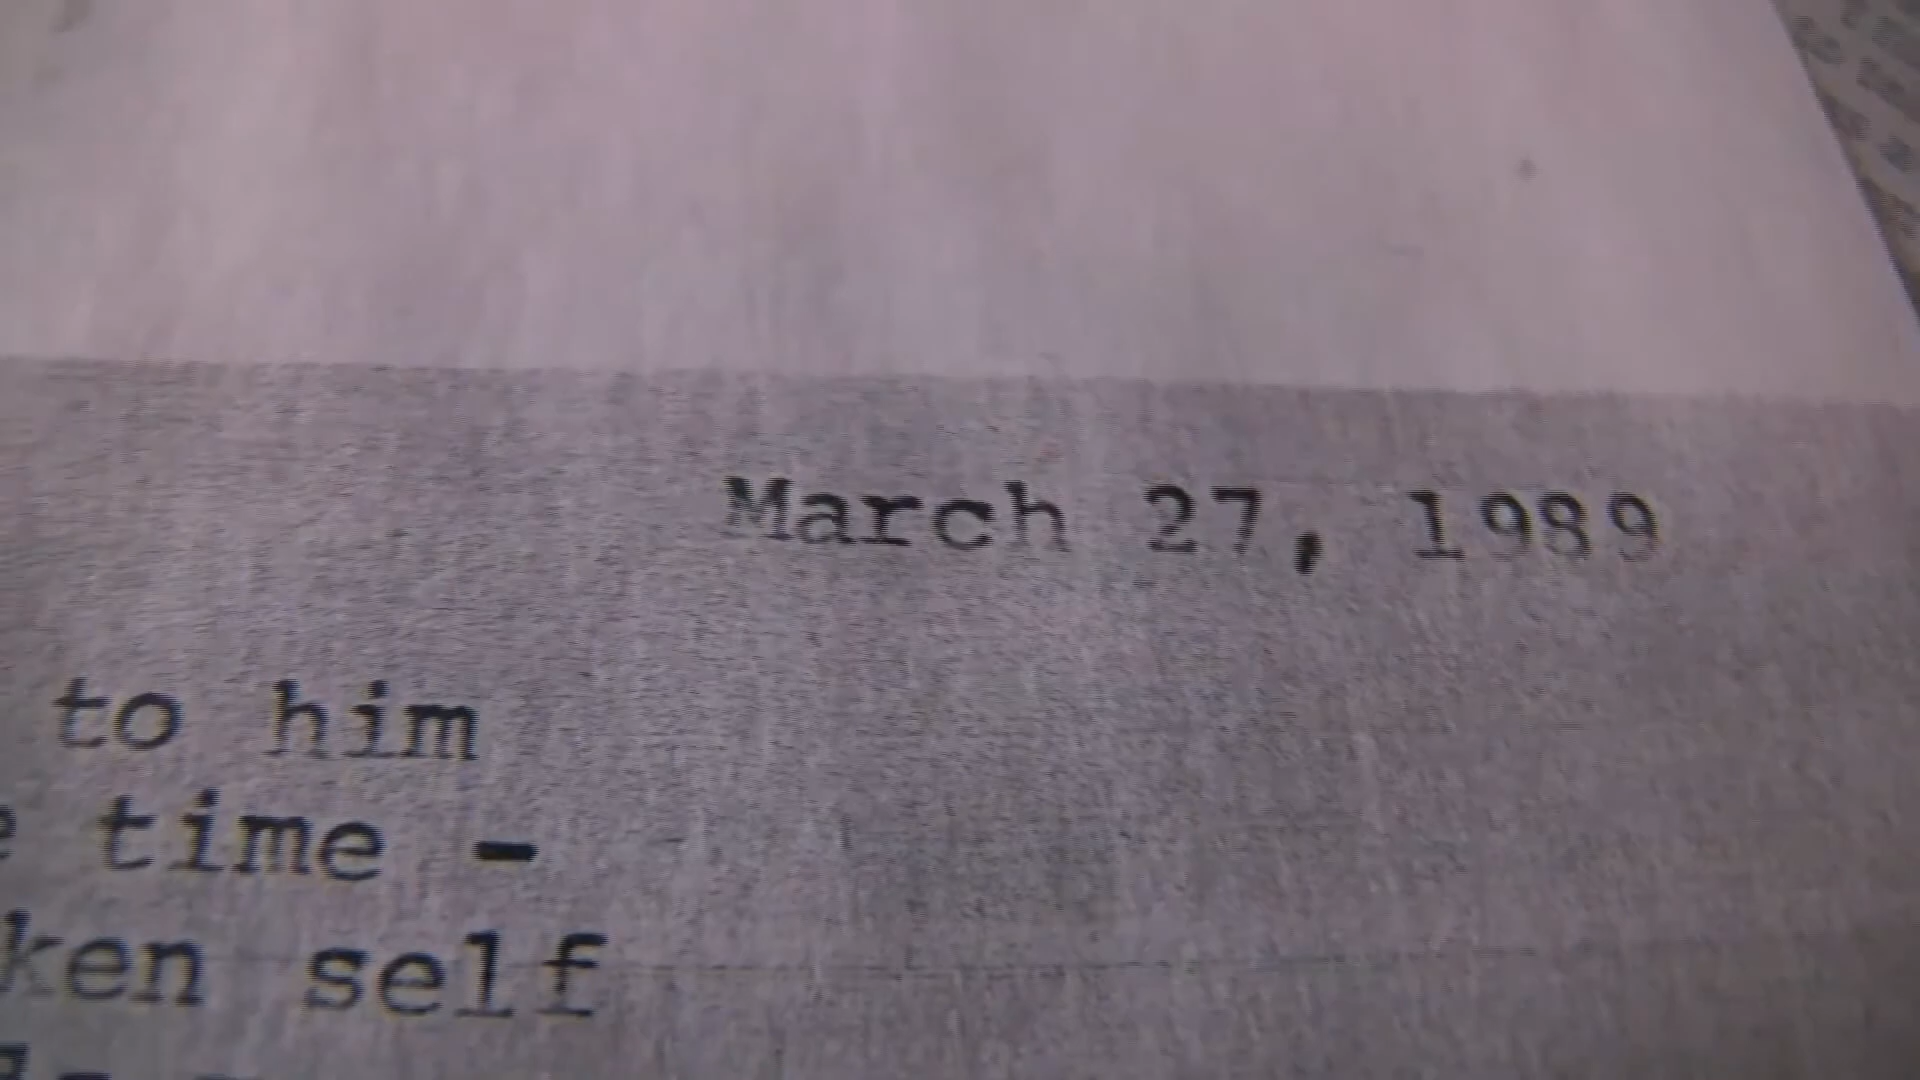 March 27, 1989
to him
time -
ken self